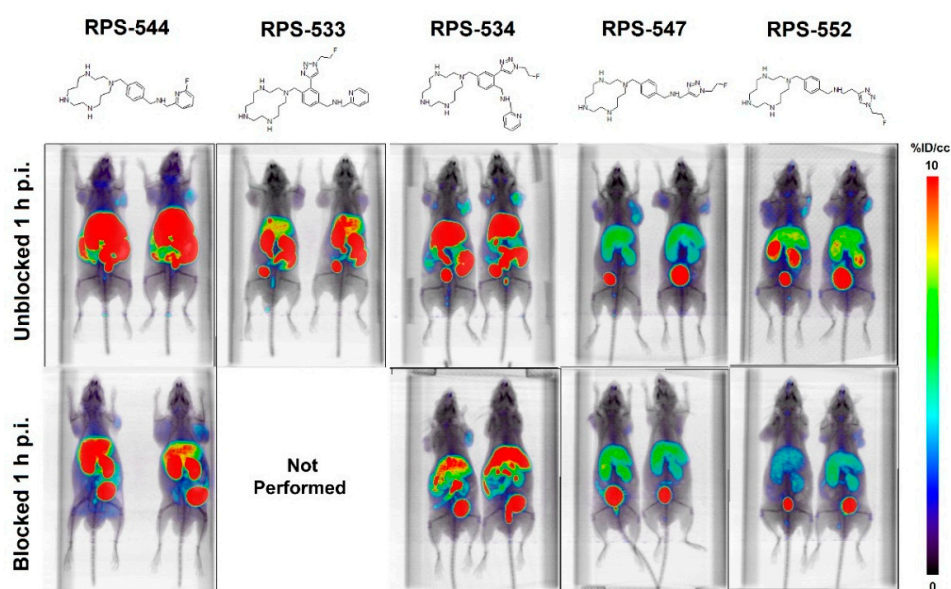 RPS-544 RPS-533 RPS-534 RPS-547 RPS-552
%ID/cc
10
Unblocked 1 h p.i.
Blocked 1 h p.i.
Not
Performed
0